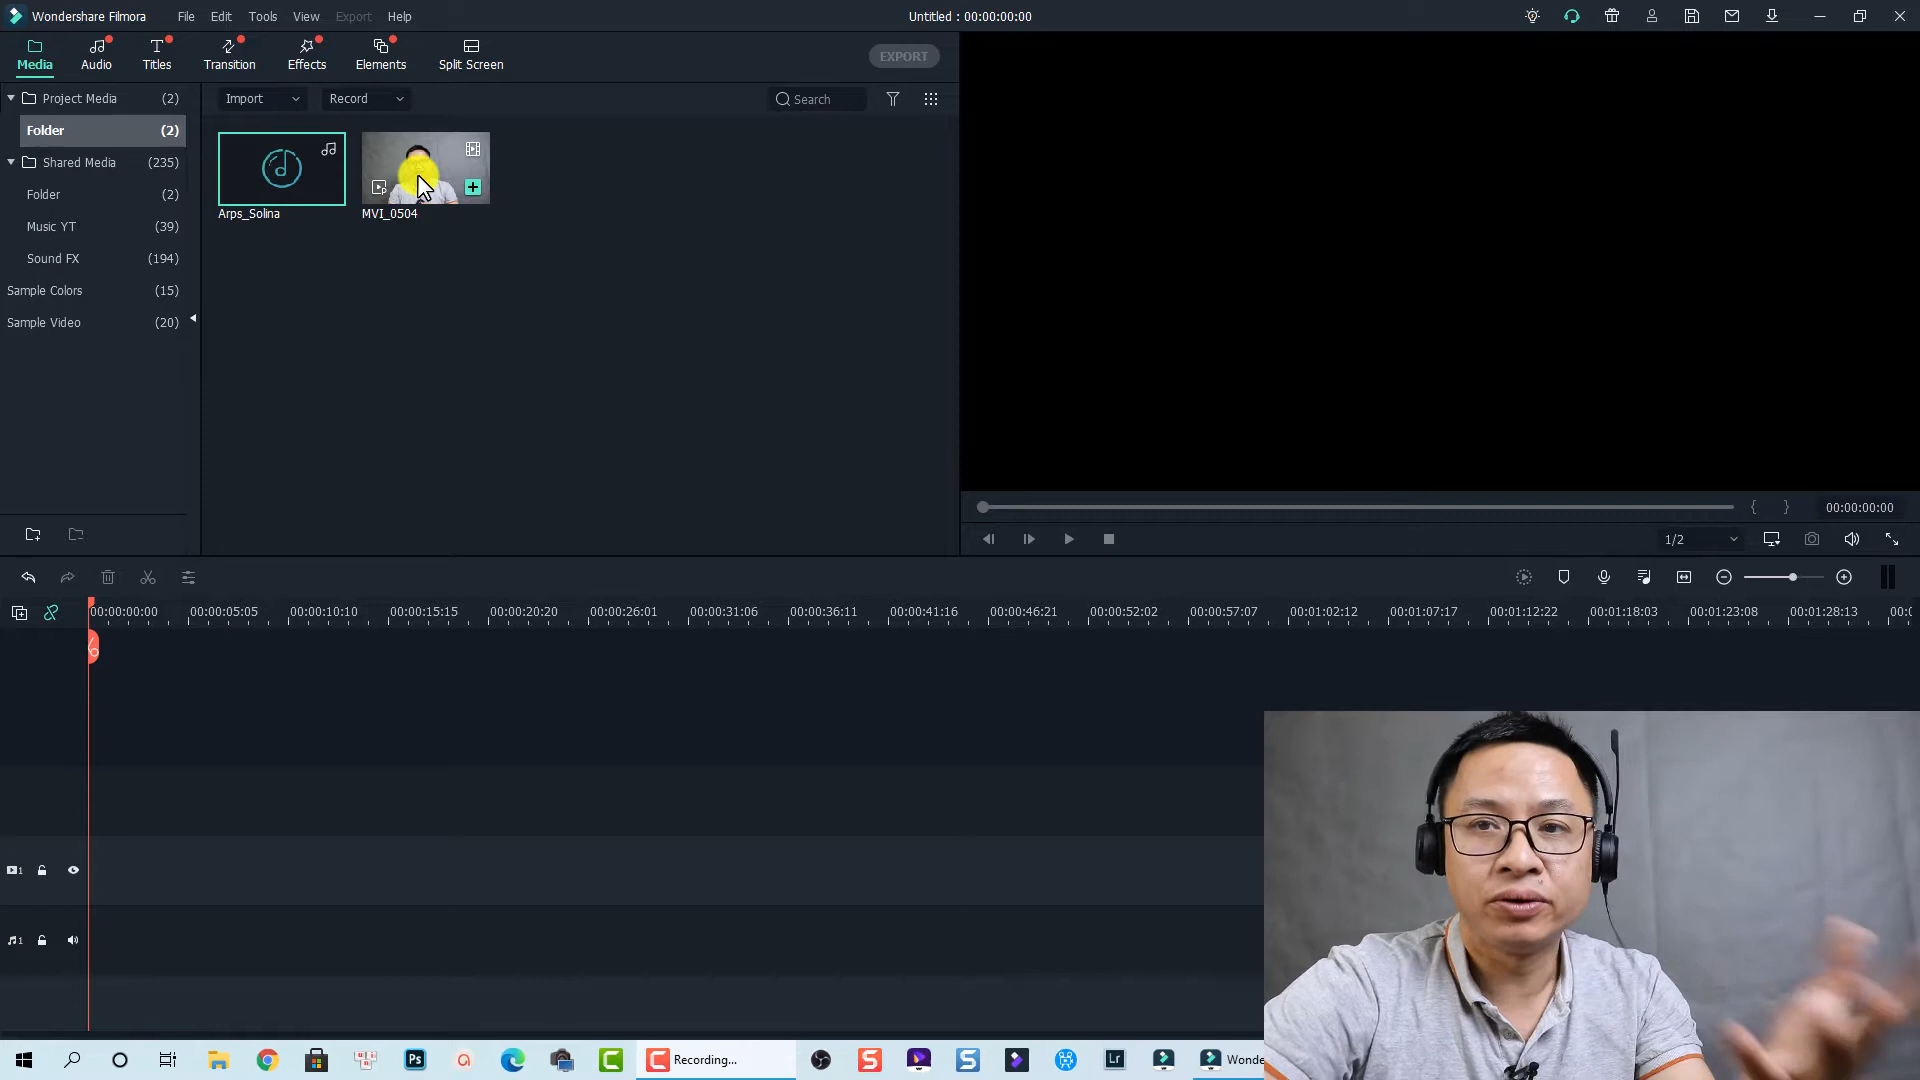 Wondershare Filmora File Edit Tools View Export Help Untitled : 00:00:00:00
Media Audio Titles Transition Effects Elements Split Screen EXPORT
Project Media (2)
Folder (2)
Shared Media (235)
Folder (2)
Music YT (39)
Sound FX (194)
Sample Colors (15)
Sample Video (20)
Import Record Search
Arps_Solina MVI_0504
{ } 00:00:00:00
1/2
00:00:00:00 00:00:05:05 00:00:10:10 00:00:15:15 00:00:20:20 00:00:26:01 00:00:31:06 00:00:36:11 00:00:41:16 00:00:46:21 00:00:52:02 00:00:57:07 00:01:02:12 00:01:07:17 00:01:12:22 00:01:18:03 00:01:23:08 00:01:28:13 00:0
1
1
Ps Recording... S S Lr Wonde